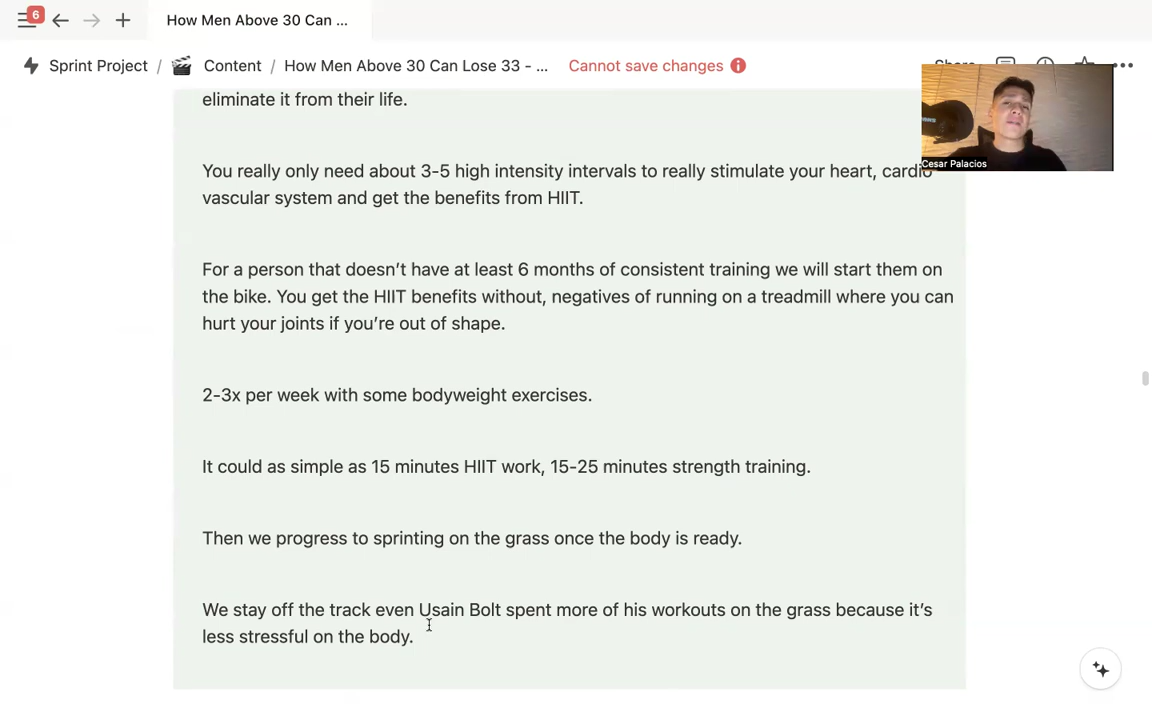 6
How Men Above 30 Can ...
Sprint Project / Content / How Men Above 30 Can Lose 33 - ... Cannot save changes
eliminate it from their life.
Cesar Palacios
You really only need about 3-5 high intensity intervals to really stimulate your heart, cardio
vascular system and get the benefits from HIIT.
For a person that doesn’t have at least 6 months of consistent training we will start them on
the bike. You get the HIIT benefits without, negatives of running on a treadmill where you can
hurt your joints if you’re out of shape.
2-3x per week with some bodyweight exercises.
It could as simple as 15 minutes HIIT work, 15-25 minutes strength training.
Then we progress to sprinting on the grass once the body is ready.
We stay off the track even Usain Bolt spent more of his workouts on the grass because it’s
less stressful on the body.